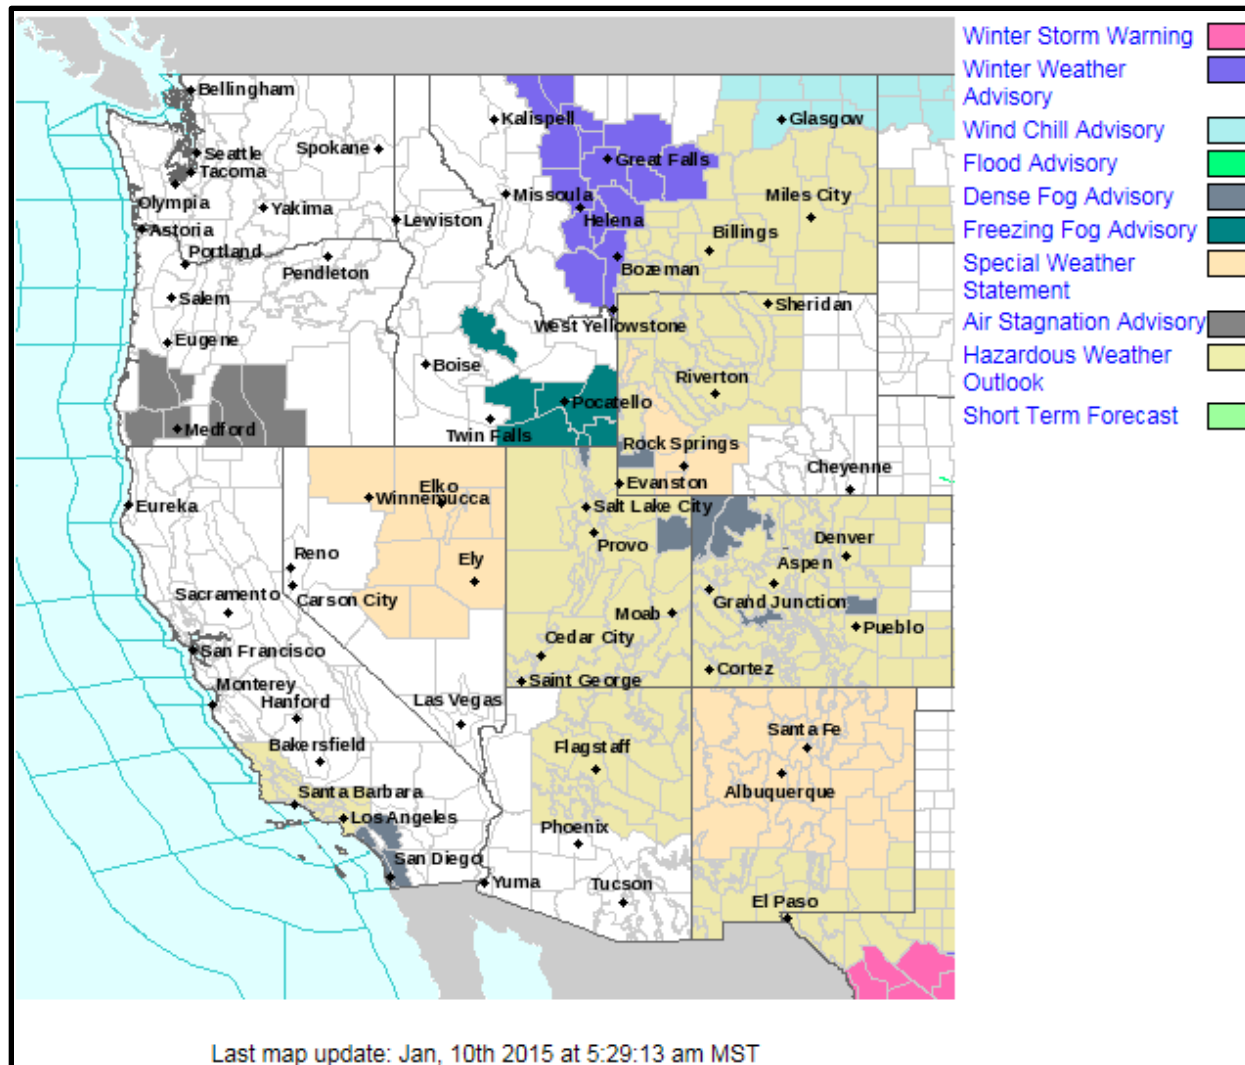 Winter Storm Warning
Winter Weather
Advisory
Wind Chill Advisory
Flood Advisory
Dense Fog Advisory
Freezing Fog Advisory
Special Weather
Statement
Air Stagnation Advisory
Hazardous Weather
Outlook
Short Term Forecast
Bellingham
Kalispell
Glasgow
Seattle
Spokane
Great Falls
Tacoma
Olympia
Yakima
Missoula
Miles City
Lewiston
Helena
Astoria
Billings
Portland
Pendleton
Bozeman
Salem
Sheridan
West Yellowstone
Eugene
Boise
Riverton
Pocatello
Medford
Twin Falls
Rock Springs
Cheyenne
Evanston
Elko
Winnemucca
Eureka
Salt Lake City
Provo
Denver
Reno
Ely
Aspen
Sacramento
Carson City
Grand Junction
Moab
Pueblo
San Francisco
Cedar City
Cortez
Saint George
Monterey
Hanford
Las Vegas
Santa Fe
Bakersfield
Flagstaff
Albuquerque
Santa Barbara
Los Angeles
Phoenix
San Diego
Yuma
Tucson
El Paso
Last map update: Jan, 10th 2015 at 5:29:13 am MST